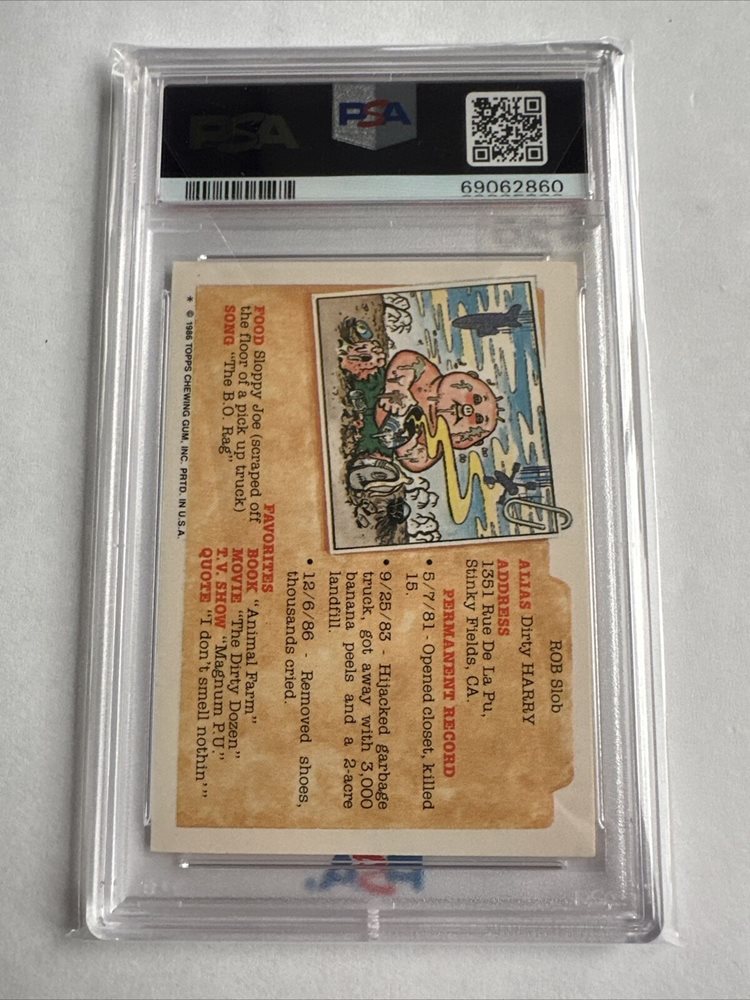 PSA
PSA
69062860
ROB Slob
ALIAS Dirty HARRY
ADDRESS
1351 Rue De La Pu,
Stinky Fields, CA.
PERMANENT RECORD
• 5/7/81 - Opened closet, killed
15.
• 9/25/83 - Hijacked garbage
truck, got away with 3,000
banana peels and a 2-acre
landfill.
• 12/6/86 - Removed shoes,
thousands cried.
FAVORITES
FOOD Sloppy Joe (scraped off
the floor of a pick up truck)
SONG "The B.O. Rag"
BOOK "Animal Farm"
MOVIE "The Dirty Dozen"
T.V. SHOW "Magnum P.U."
QUOTE "I don't smell nothin'"
* © 1986 TOPPS CHEWING GUM, INC. PRTD. IN U.S.A.